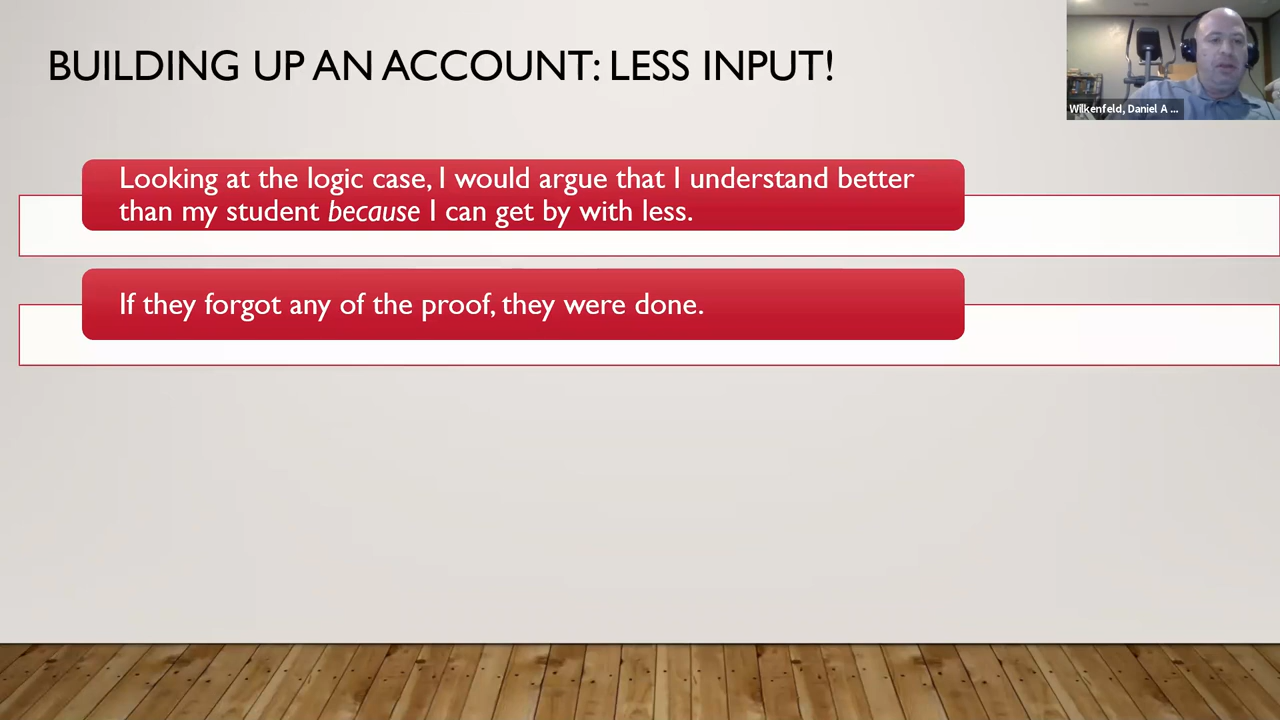 BUILDING UP AN ACCOUNT: LESS INPUT!
Wilkenfeld, Daniel A ...
Looking at the logic case, I would argue that I understand better
than my student because I can get by with less.
If they forgot any of the proof, they were done.